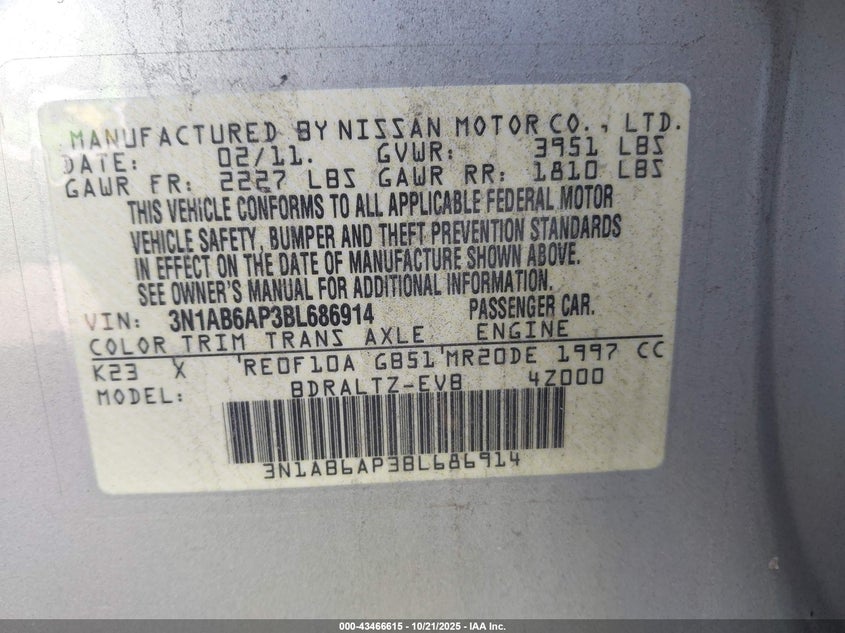 MANUFACTURED BY NISSAN MOTOR CO., LTD.
DATE: 02/11. GVWR: 3951 LBS
GAWR FR: 2227 LBS GAWR RR: 1810 LBS
THIS VEHICLE CONFORMS TO ALL APPLICABLE FEDERAL MOTOR
VEHICLE SAFETY, BUMPER AND THEFT PREVENTION STANDARDS
IN EFFECT ON THE DATE OF MANUFACTURE SHOWN ABOVE.
SEE OWNER'S MANUAL FOR ADDITIONAL INFORMATION.
VIN: 3N1AB6AP3BL686914 PASSENGER CAR.
COLOR TRIM TRANS AXLE ENGINE
K23 X RE0F10A GB51 MR20DE 1997 CC
MODEL: BDRALTZ-EVB 4Z000
3N1AB6AP3BL686914
000-43466615 - 10/21/2025 - IAA Inc.